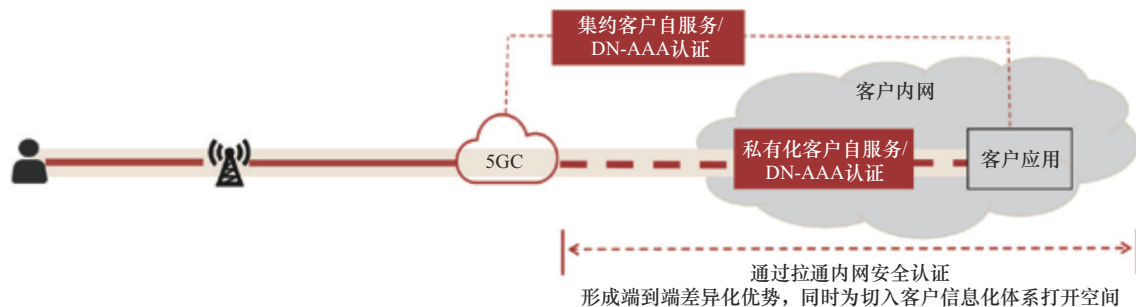 集约客户自服务/
DN-AAA认证
客户内网
5GC
私有化客户自服务/
DN-AAA认证
客户应用
通过拉通内网安全认证
形成端到端差异化优势，同时为切入客户信息化体系打开空间